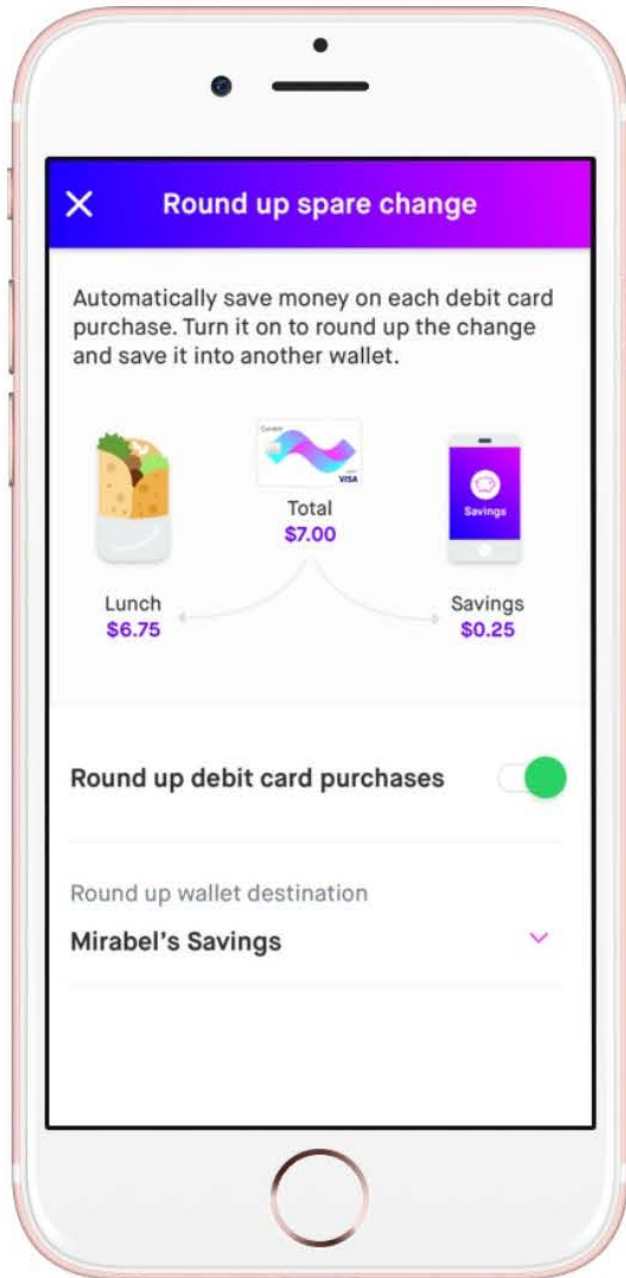 Round up spare change
Automatically save money on each debit card
purchase. Turn it on to round up the change
and save it into another wallet.
Current
VISA
Total
$7.00
Savings
Lunch
$6.75
Savings
$0.25
Round up debit card purchases
Round up wallet destination
Mirabel's Savings